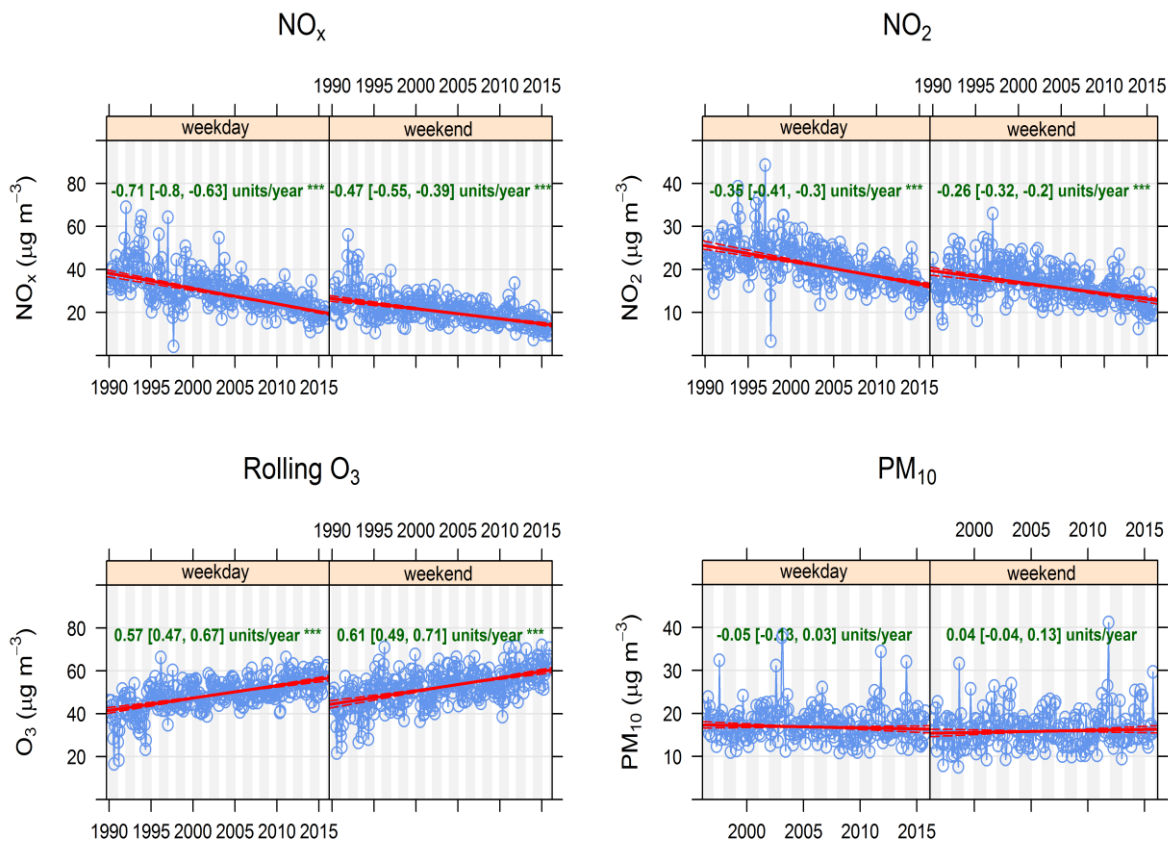 NOx
1990 1995 2000 2005 2010 2015
weekday weekend
-0.71 [-0.8, -0.63] units/year *** -0.47 [-0.55, -0.39] units/year ***
NOx (µg m−3)
80
60
40
20
1990 1995 2000 2005 2010 2015
NO2
1990 1995 2000 2005 2010 2015
weekday weekend
-0.35 [-0.41, -0.3] units/year *** -0.26 [-0.32, -0.2] units/year ***
NO2 (µg m−3)
40
30
20
10
1990 1995 2000 2005 2010 2015
Rolling O3
1990 1995 2000 2005 2010 2015
weekday weekend
0.57 [0.47, 0.67] units/year *** 0.61 [0.49, 0.71] units/year ***
O3 (µg m−3)
80
60
40
20
1990 1995 2000 2005 2010 2015
PM10
2000 2005 2010 2015
weekday weekend
-0.05 [-0.13, 0.03] units/year 0.04 [-0.04, 0.13] units/year
PM10 (µg m−3)
40
30
20
10
2000 2005 2010 2015